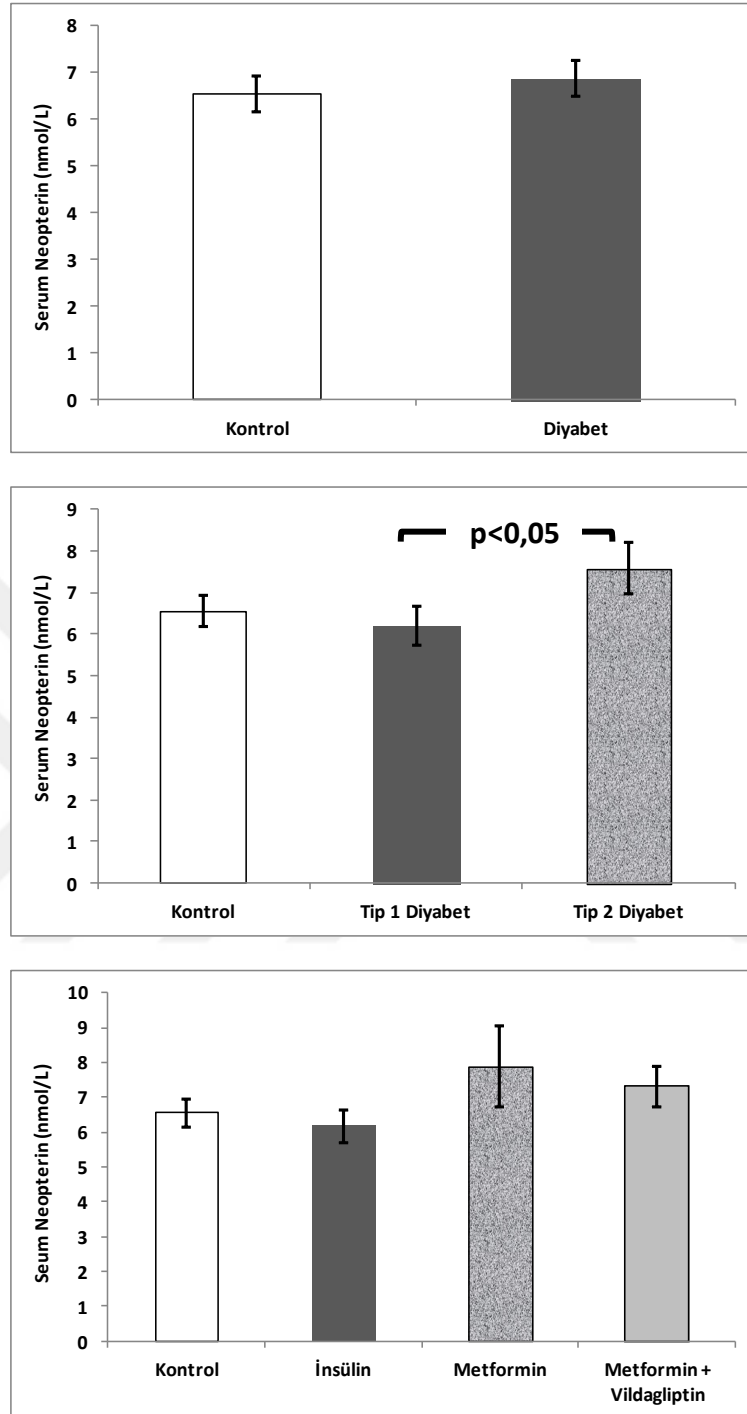 8
7
6
5
4
3
2
1
0
Serum Neopterin (nmol/L)
Kontrol
Diyabet
9
8
7
6
5
4
3
2
1
0
Serum Neopterin (nmol/L)
p<0,05
Kontrol
Tip 1 Diyabet
Tip 2 Diyabet
10
9
8
7
6
5
4
3
2
1
0
Seum Neopterin (nmol/L)
Kontrol
İnsülin
Metformin
Metformin +
Vildagliptin